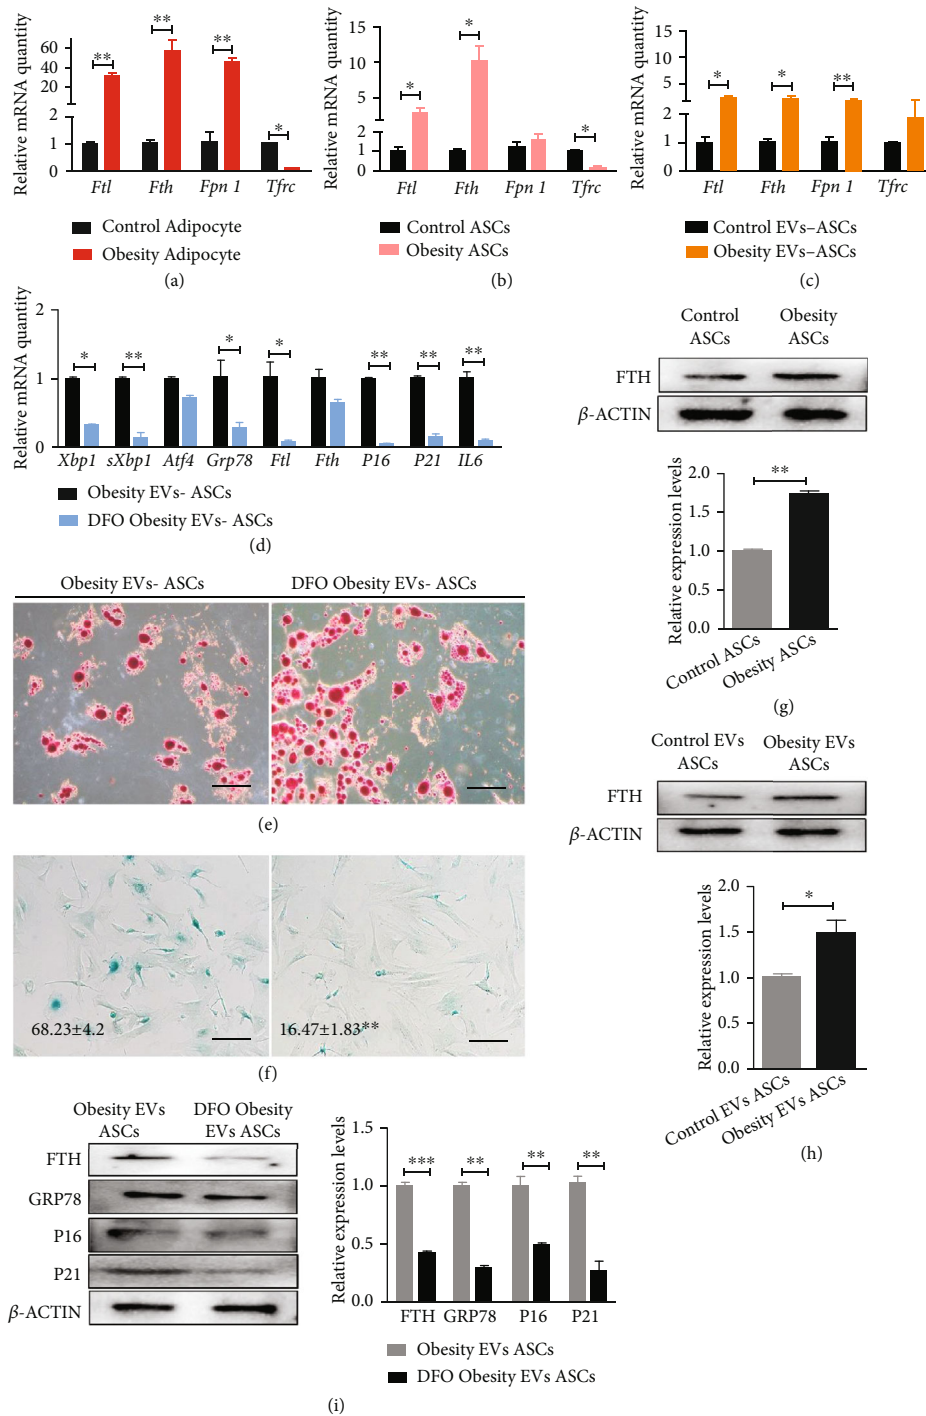 Relative mRNA quantity
60
40
20
2
1
0
** ** ** *
Ftl Fth Fpn 1 Tfrc
Control Adipocyte
Obesity Adipocyte
(a)
Relative mRNA quantity
15
10
5
2
1
0
* * *
Ftl Fth Fpn 1 Tfrc
Control ASCs
Obesity ASCs
(b)
Relative mRNA quantity
15
10
5
2
1
0
* * **
Ftl Fth Fpn 1 Tfrc
Control EVs–ASCs
Obesity EVs–ASCs
(c)
Relative mRNA quantity
2
1
0
* ** * * ** ** **
Xbp1 sXbp1 Atf4 Grp78 Ftl Fth P16 P21 IL6
Obesity EVs- ASCs
DFO Obesity EVs- ASCs
(d)
Obesity EVs- ASCs DFO Obesity EVs- ASCs
(e)
68.23±4.2 16.47±1.83**
(f)
Control ASCs
Obesity ASCs
FTH
β-ACTIN
Relative expression levels
2.0
1.5
1.0
0.5
0.0
**
Control ASCs
Obesity ASCs
(g)
Control EVs ASCs
Obesity EVs ASCs
FTH
β-ACTIN
Relative expression levels
2.0
1.5
1.0
0.5
0.0
*
Control EVs ASCs
Obesity EVs ASCs
(h)
Obesity EVs ASCs
DFO Obesity EVs ASCs
FTH
GRP78
P16
P21
β-ACTIN
Relative expression levels
1.5
1.0
0.5
0.0
*** ** ** **
FTH GRP78 P16 P21
Obesity EVs ASCs
DFO Obesity EVs ASCs
(i)